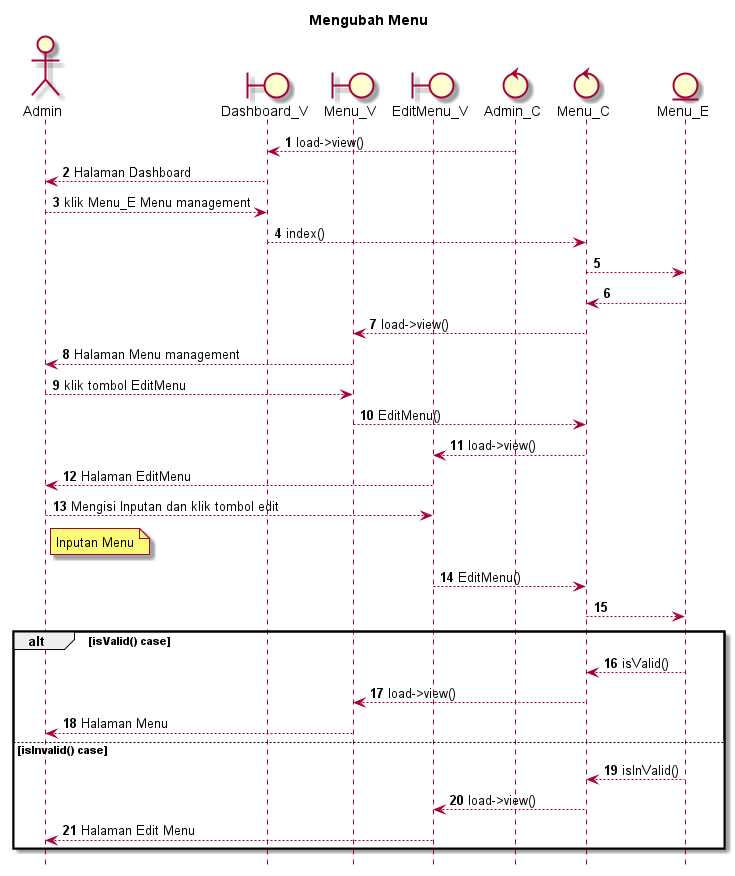 Mengubah Menu
Admin
Dashboard_V
Menu_V
EditMenu_V
Admin_C
Menu_C
Menu_E
1 load->view()
2 Halaman Dashboard
3 klik Menu_E Menu management
4 index()
5
6
7 load->view()
8 Halaman Menu management
9 klik tombol EditMenu
10 EditMenu()
11 load->view()
12 Halaman EditMenu
13 Mengisi Inputan dan klik tombol edit
Inputan Menu
14 EditMenu()
15
alt [isValid() case]
16 isValid()
17 load->view()
18 Halaman Menu
[isInvalid() case]
19 isInValid()
20 load->view()
21 Halaman Edit Menu